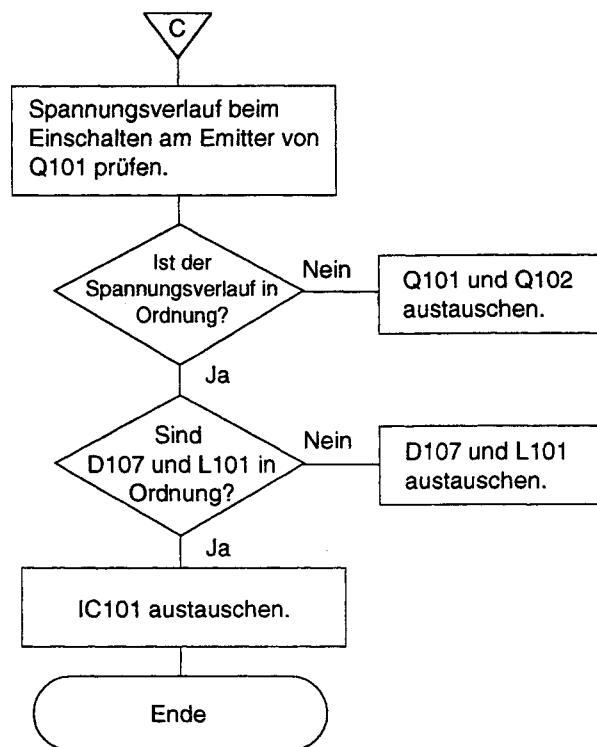 C
Spannungsverlauf beim
Einschalten am Emitter von
Q101 prüfen.
Ist der
Spannungsverlauf in
Ordnung?
Nein
Q101 und Q102
austauschen.
Ja
Sind
D107 und L101 in
Ordnung?
Nein
D107 und L101
austauschen.
Ja
IC101 austauschen.
Ende